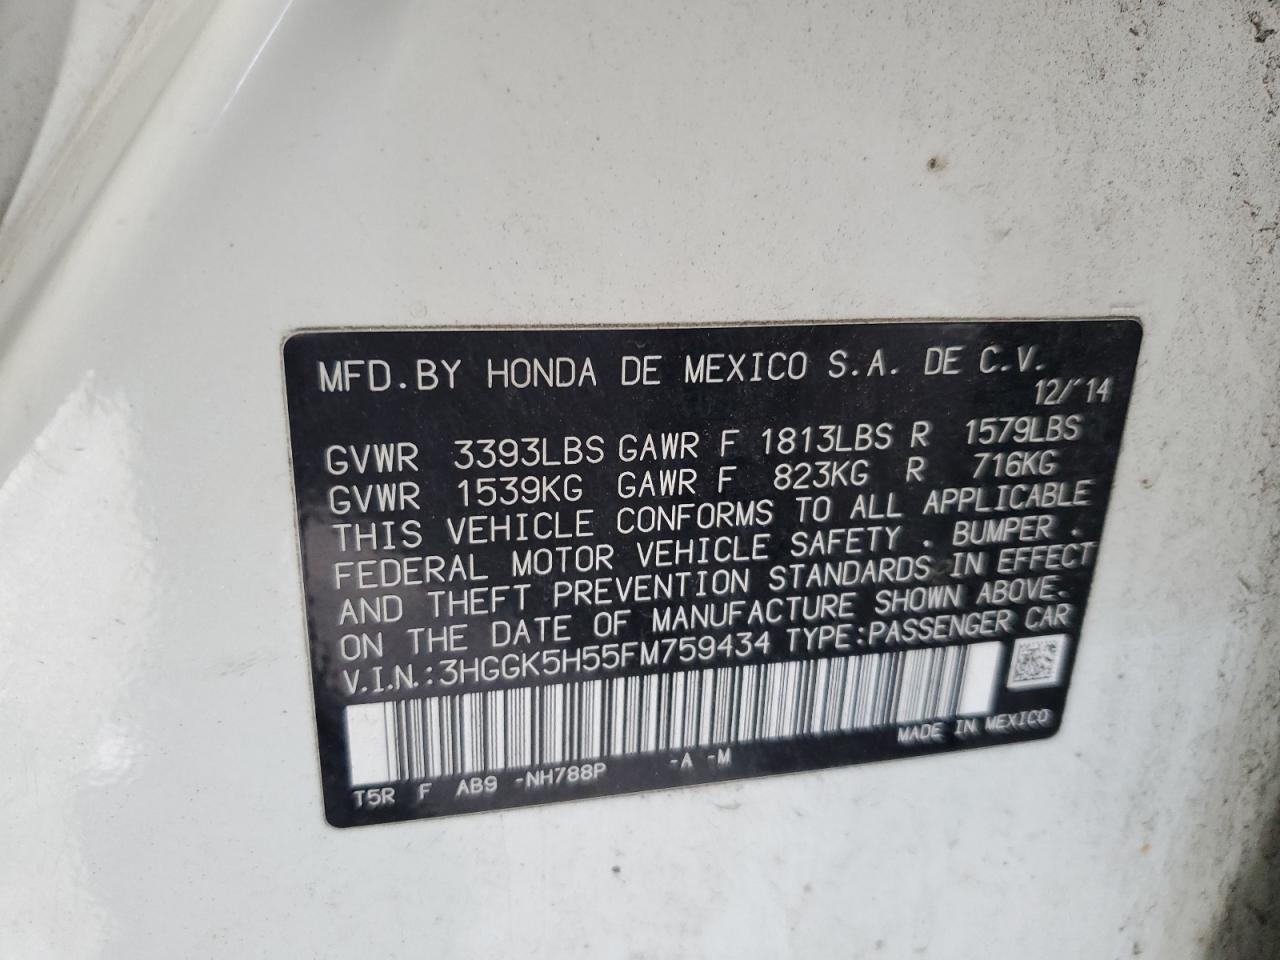 MFD.BY HONDA DE MEXICO S.A. DE C.V.
12/'14
GVWR 3393LBS GAWR F 1813LBS R 1579LBS
GVWR 1539KG GAWR F 823KG R 716KG
THIS VEHICLE CONFORMS TO ALL APPLICABLE
FEDERAL MOTOR VEHICLE SAFETY , BUMPER ,
AND THEFT PREVENTION STANDARDS IN EFFECT
ON THE DATE OF MANUFACTURE SHOWN ABOVE.
V.I.N.:3HGGK5H55FM759434 TYPE:PASSENGER CAR
MADE IN MEXICO
T5R F AB9 -NH788P -A -M